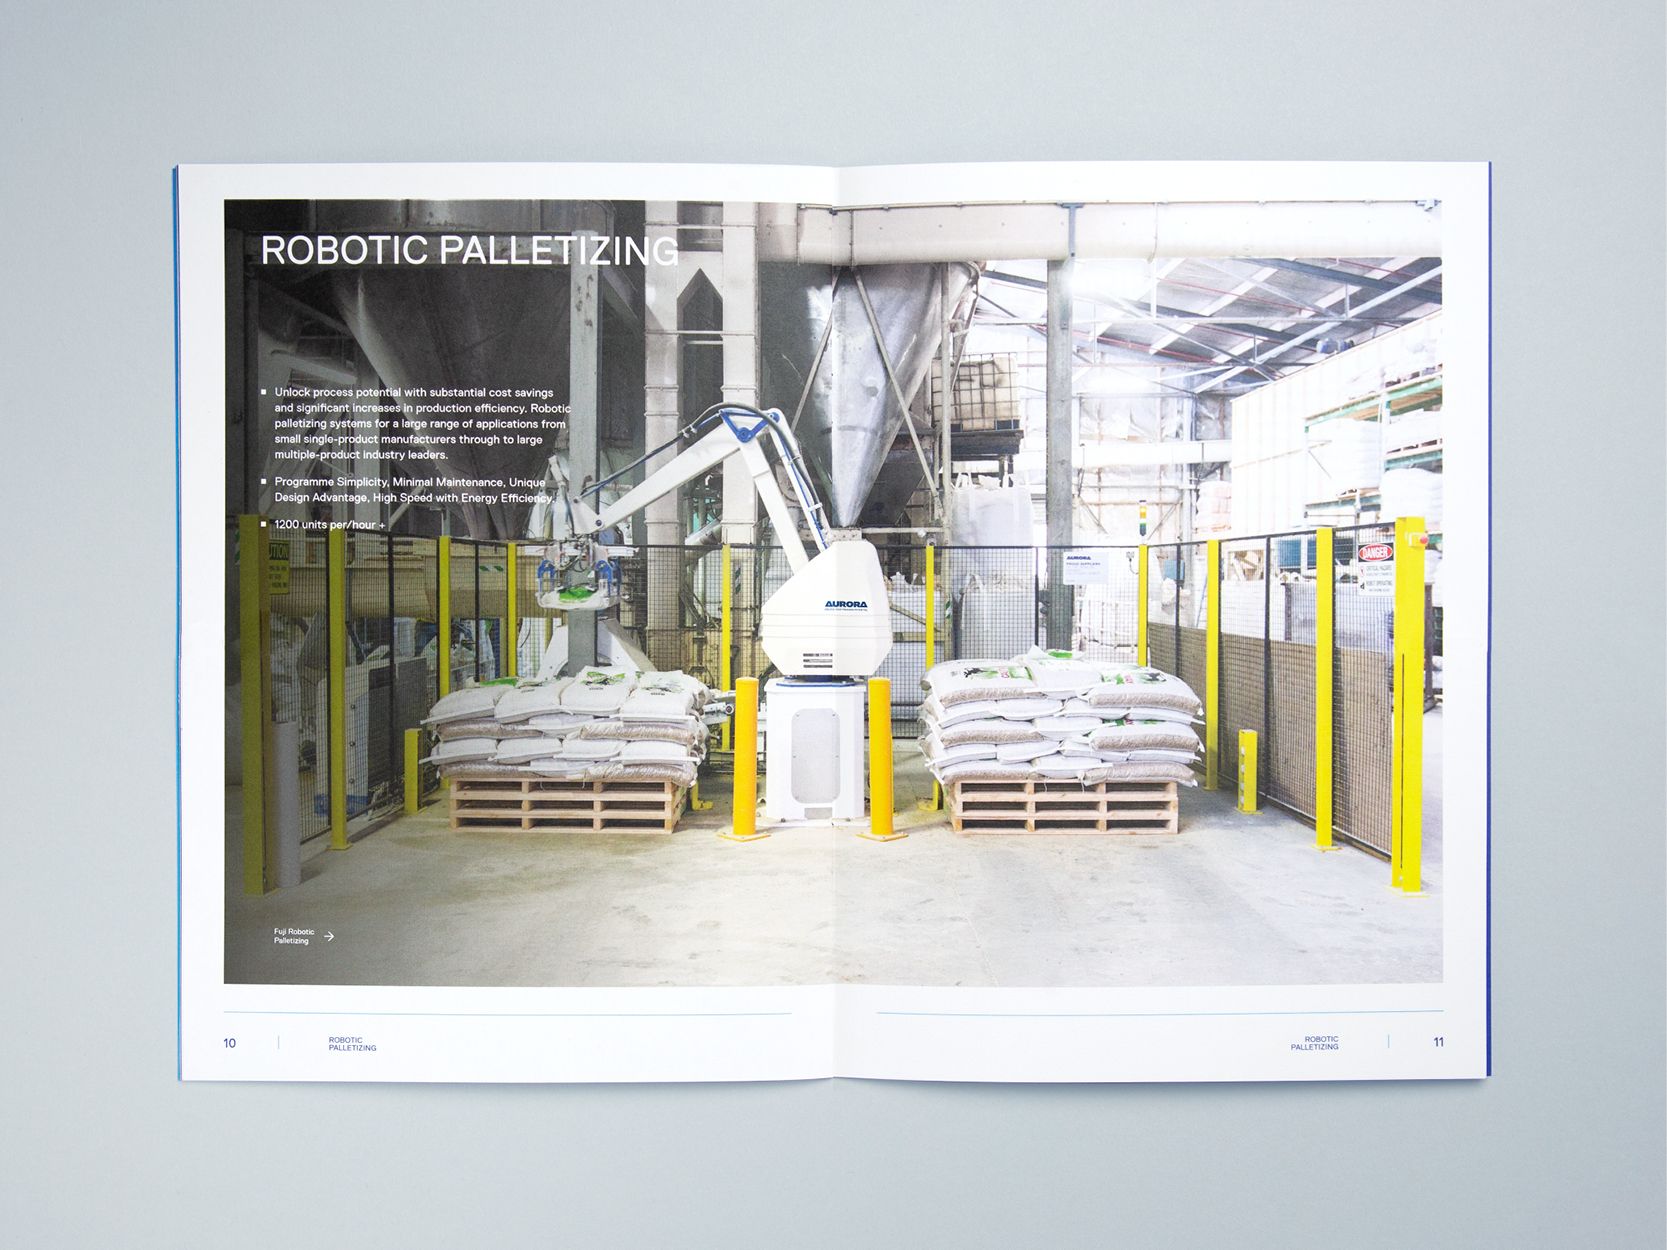 ROBOTIC PALLETIZING
Unlock process potential with substantial cost savings
and significant increases in production efficiency. Robotic
palletizing systems for a large range of applications from
small single-product manufacturers through to large
multiple-product industry leaders.
Programme Simplicity, Minimal Maintenance, Unique
Design Advantage, High Speed with Energy Efficiency.
1200 units per/hour +
AURORA
AURORA
DANGER
Fuji Robotic
Palletizing →
10
ROBOTIC
PALLETIZING
ROBOTIC
PALLETIZING
11